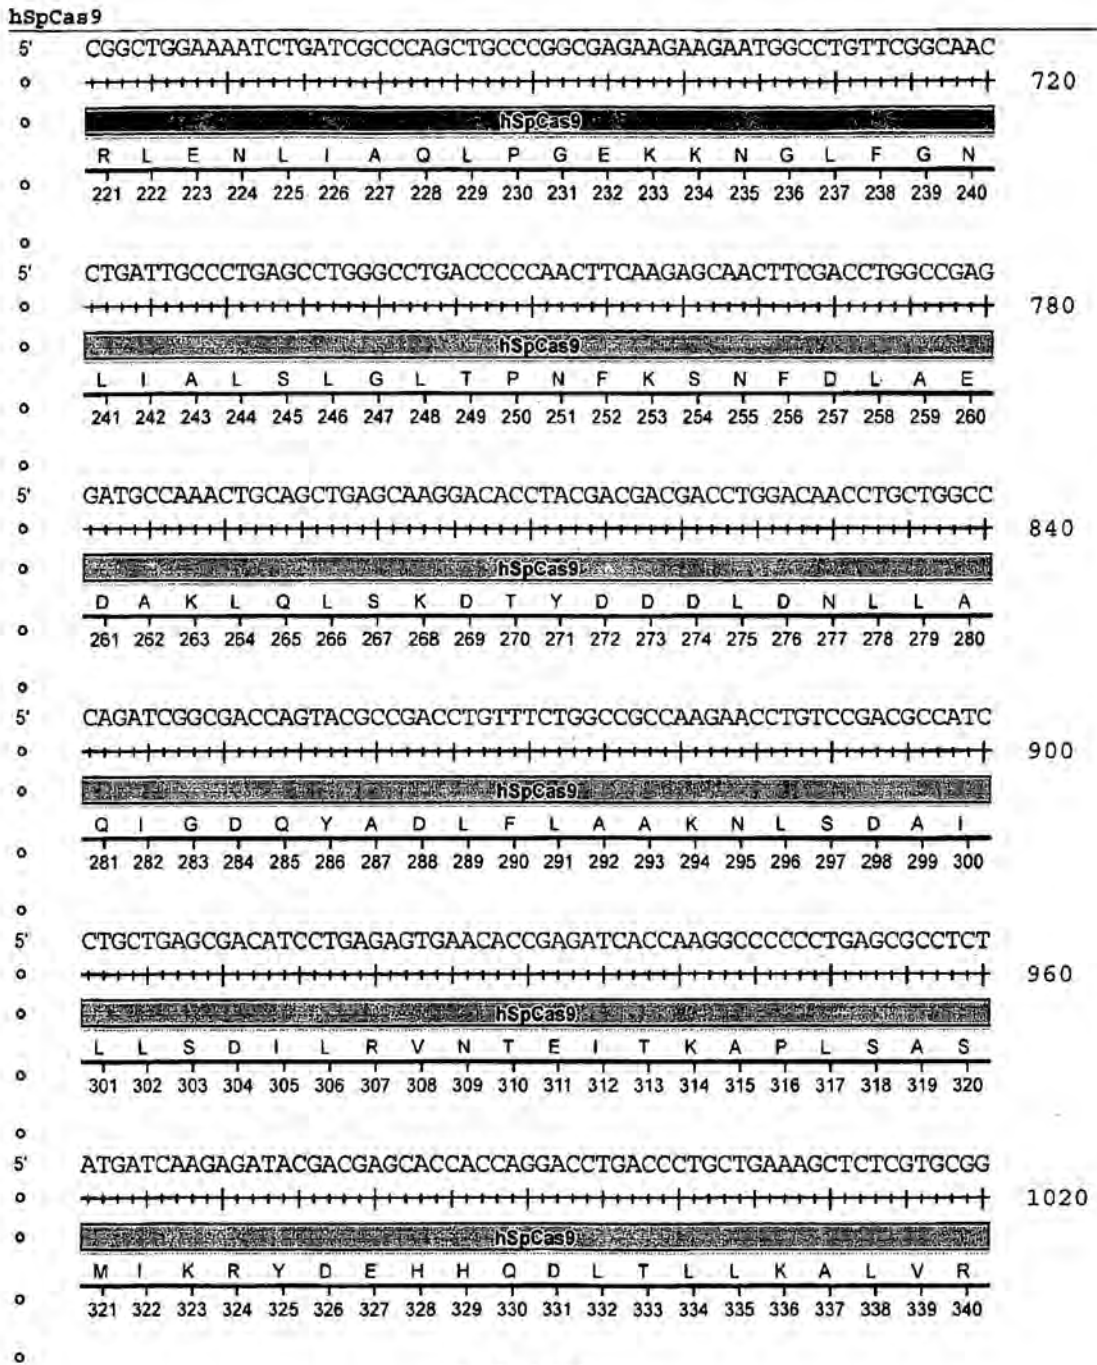 hSpCas9
5' CGGCTGGAAAATCTGATCGCCCAGCTGCCCGGCGAGAAGAAGAATGGCCTGTTCGGCAAC
720
hSpCas9
R L E N L I A Q L P G E K K N G L F G N
221 222 223 224 225 226 227 228 229 230 231 232 233 234 235 236 237 238 239 240
5' CTGATTGCCCTGAGCCTGGGCCTGACCCCCAACTTCAAGAGCAACTTCGACCTGGCCGAG
780
hSpCas9
L I A L S L G L T P N F K S N F D L A E
241 242 243 244 245 246 247 248 249 250 251 252 253 254 255 256 257 258 259 260
5' GATGCCAAACTGCAGCTGAGCAAGGACACCTACGACGACGACCTGGACAACCTGCTGGCC
840
hSpCas9
D A K L Q L S K D T Y D D D L D N L L A
261 262 263 264 265 266 267 268 269 270 271 272 273 274 275 276 277 278 279 280
5' CAGATCGGCGACCAGTACGCCGACCTGTTTCTGGCCGCCAAGAACCTGTCCGACGCCATC
900
hSpCas9
Q I G D Q Y A D L F L A A K N L S D A I
281 282 283 284 285 286 287 288 289 290 291 292 293 294 295 296 297 298 299 300
5' CTGCTGAGCGACATCCTGAGAGTGAACACCGAGATCACCAAGGCCCCCCTGAGCGCCTCT
960
hSpCas9
L L S D I L R V N T E I T K A P L S A S
301 302 303 304 305 306 307 308 309 310 311 312 313 314 315 316 317 318 319 320
5' ATGATCAAGAGATACGACGAGCACCACCAGGACCTGACCCTGCTGAAAGCTCTCGTGCGG
1020
hSpCas9
M I K R Y D E H H Q D L T L L K A L V R
321 322 323 324 325 326 327 328 329 330 331 332 333 334 335 336 337 338 339 340